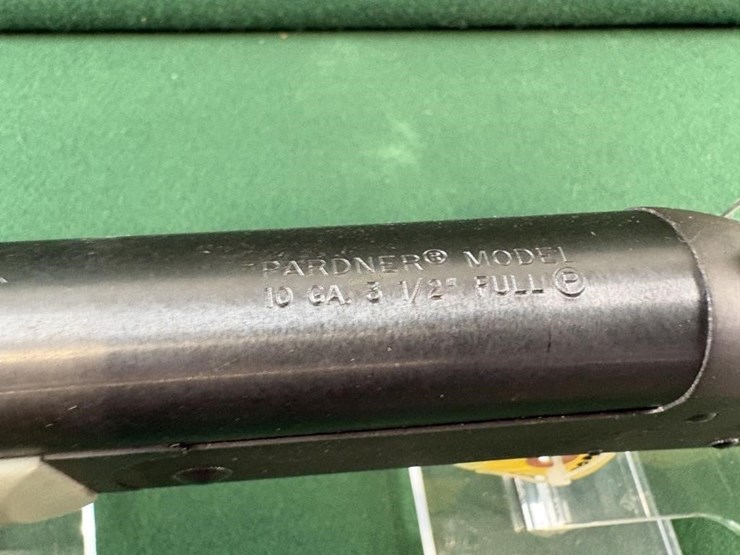 PARDNER® MODEL
10 GA. 3 1/2" FULL Ⓟ